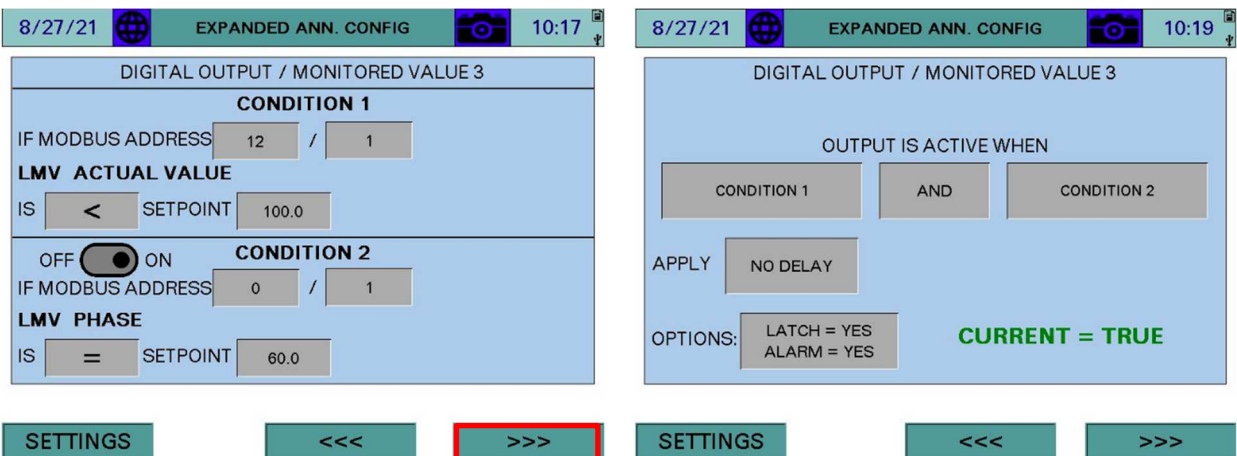 8/27/21 EXPANDED ANN. CONFIG 10:17
DIGITAL OUTPUT / MONITORED VALUE 3
CONDITION 1
IF MODBUS ADDRESS 12 / 1
LMV ACTUAL VALUE
IS < SETPOINT 100.0
OFF ON CONDITION 2
IF MODBUS ADDRESS 0 / 1
LMV PHASE
IS = SETPOINT 60.0
SETTINGS <<< >>>
8/27/21 EXPANDED ANN. CONFIG 10:19
DIGITAL OUTPUT / MONITORED VALUE 3
OUTPUT IS ACTIVE WHEN
CONDITION 1 AND CONDITION 2
APPLY NO DELAY
OPTIONS: LATCH = YES
ALARM = YES
CURRENT = TRUE
SETTINGS <<< >>>